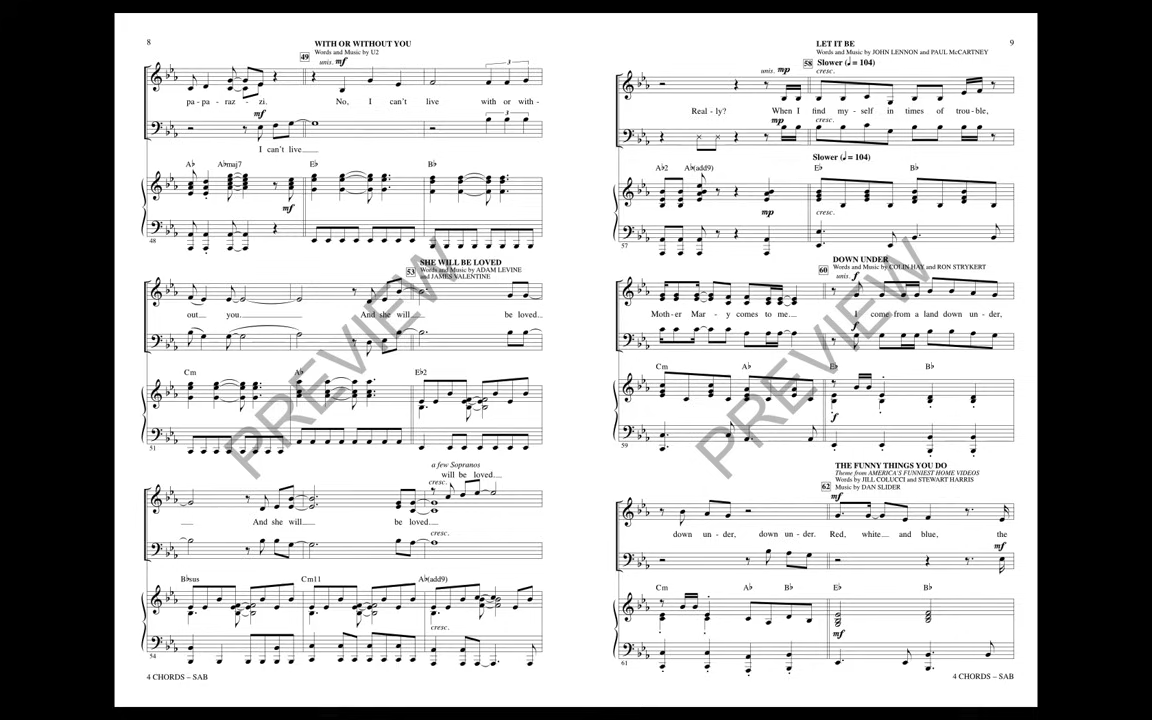 8
WITH OR WITHOUT YOU
Words and Music by U2
49
unis. mf
pa - pa - raz - zi. No, I can't live with or with-
mf
I can't live
A♭ A♭maj7 E♭ B♭
mf
48
SHE WILL BE LOVED
Words and Music by ADAM LEVINE
and JAMES VALENTINE
53
out you. And she will be loved.
Cm A♭ E♭2
51
a few Sopranos
will be loved
cresc.
And she will be loved.
cresc.
B♭sus Cm11 A♭(add9)
cresc.
54
4 CHORDS – SAB
9
LET IT BE
Words and Music by JOHN LENNON and PAUL McCARTNEY
58 Slower (♩ = 104)
unis. mp cresc.
Real - ly? When I find my - self in times of trou - ble,
mp cresc.
Slower (♩ = 104)
A♭2 A♭(add9) E♭ B♭
mp cresc.
57
DOWN UNDER
Words and Music by COLIN HAY and RON STRYKERT
60
unis. f
Moth - er Mar - y comes to me. I come from a land down un - der,
f
Cm A♭ E♭ B♭
f
59
THE FUNNY THINGS YOU DO
Theme from AMERICA'S FUNNIEST HOME VIDEOS
Words by JILL COLUCCI and STEWART HARRIS
62 Music by DAN SLIDER
mf
down un - der, down un - der. Red, white and blue, the
mf
Cm A♭ B♭ E♭ B♭
mf
61
4 CHORDS – SAB
PREVIEW
PREVIEW